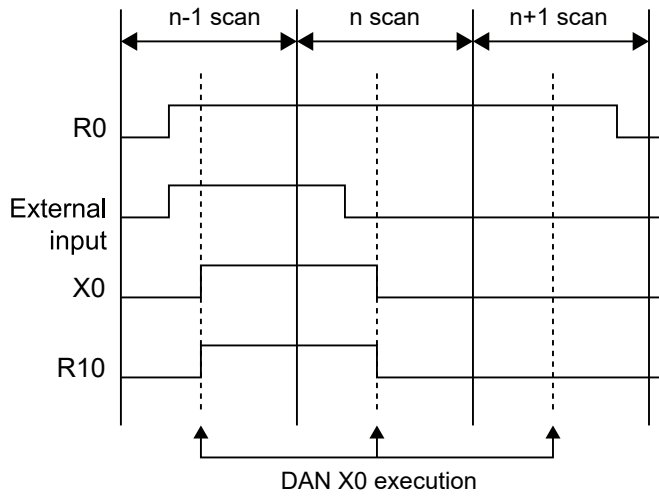 n-1 scan
n scan
n+1 scan
R0
External
input
X0
R10
DAN X0 execution